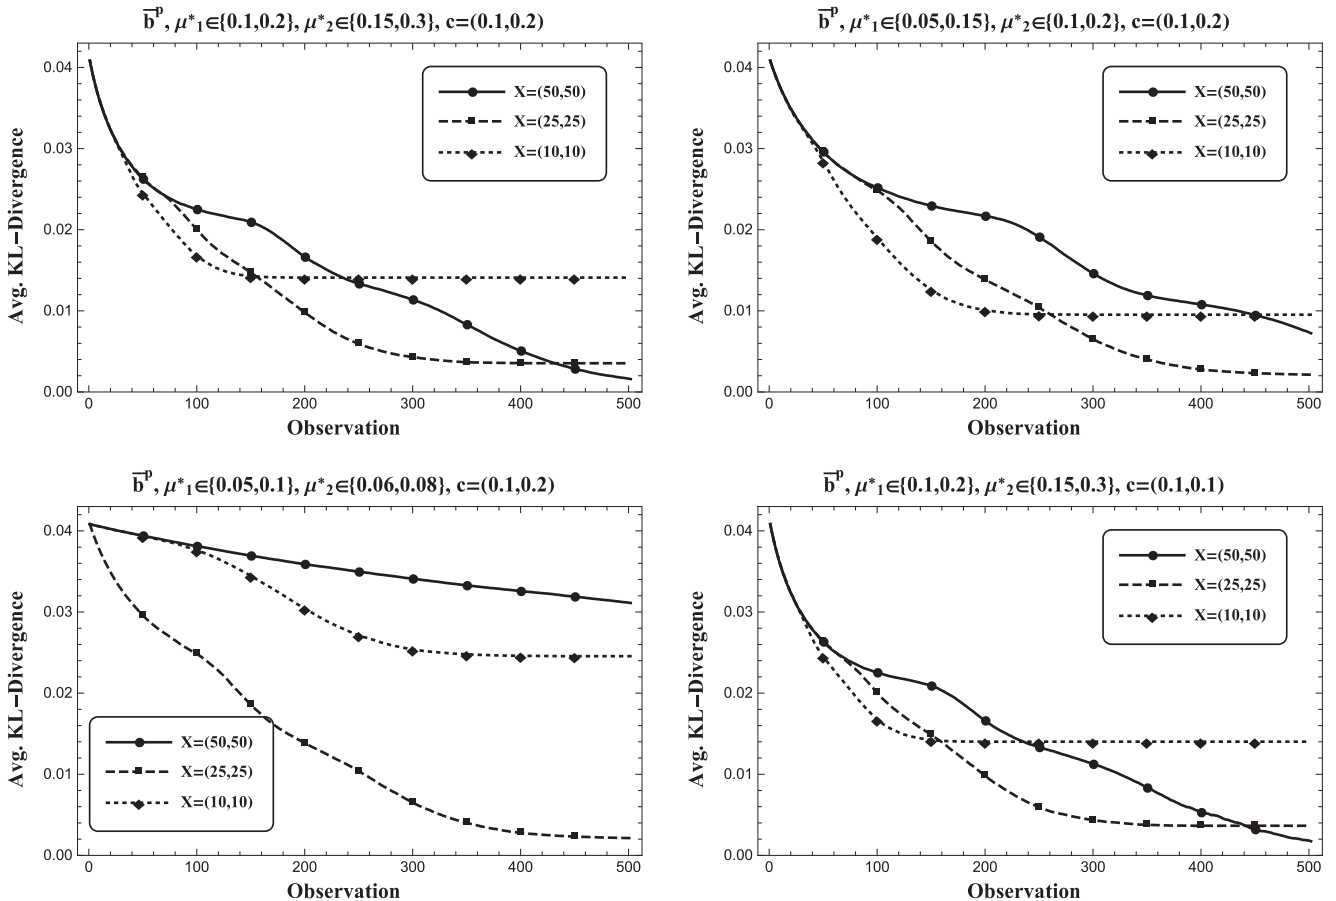 b̅ᵖ, μ*₁∈{0.1,0.2}, μ*₂∈{0.15,0.3}, c=(0.1,0.2)
Avg. KL−Divergence
0.04
0.03
0.02
0.01
0.00
X=(50,50)
X=(25,25)
X=(10,10)
0 100 200 300 400 500
Observation
b̅ᵖ, μ*₁∈{0.05,0.15}, μ*₂∈{0.1,0.2}, c=(0.1,0.2)
Avg. KL−Divergence
0.04
0.03
0.02
0.01
0.00
X=(50,50)
X=(25,25)
X=(10,10)
0 100 200 300 400 500
Observation
b̅ᵖ, μ*₁∈{0.05,0.1}, μ*₂∈{0.06,0.08}, c=(0.1,0.2)
Avg. KL−Divergence
0.04
0.03
0.02
0.01
0.00
X=(50,50)
X=(25,25)
X=(10,10)
0 100 200 300 400 500
Observation
b̅ᵖ, μ*₁∈{0.1,0.2}, μ*₂∈{0.15,0.3}, c=(0.1,0.1)
Avg. KL−Divergence
0.04
0.03
0.02
0.01
0.00
X=(50,50)
X=(25,25)
X=(10,10)
0 100 200 300 400 500
Observation